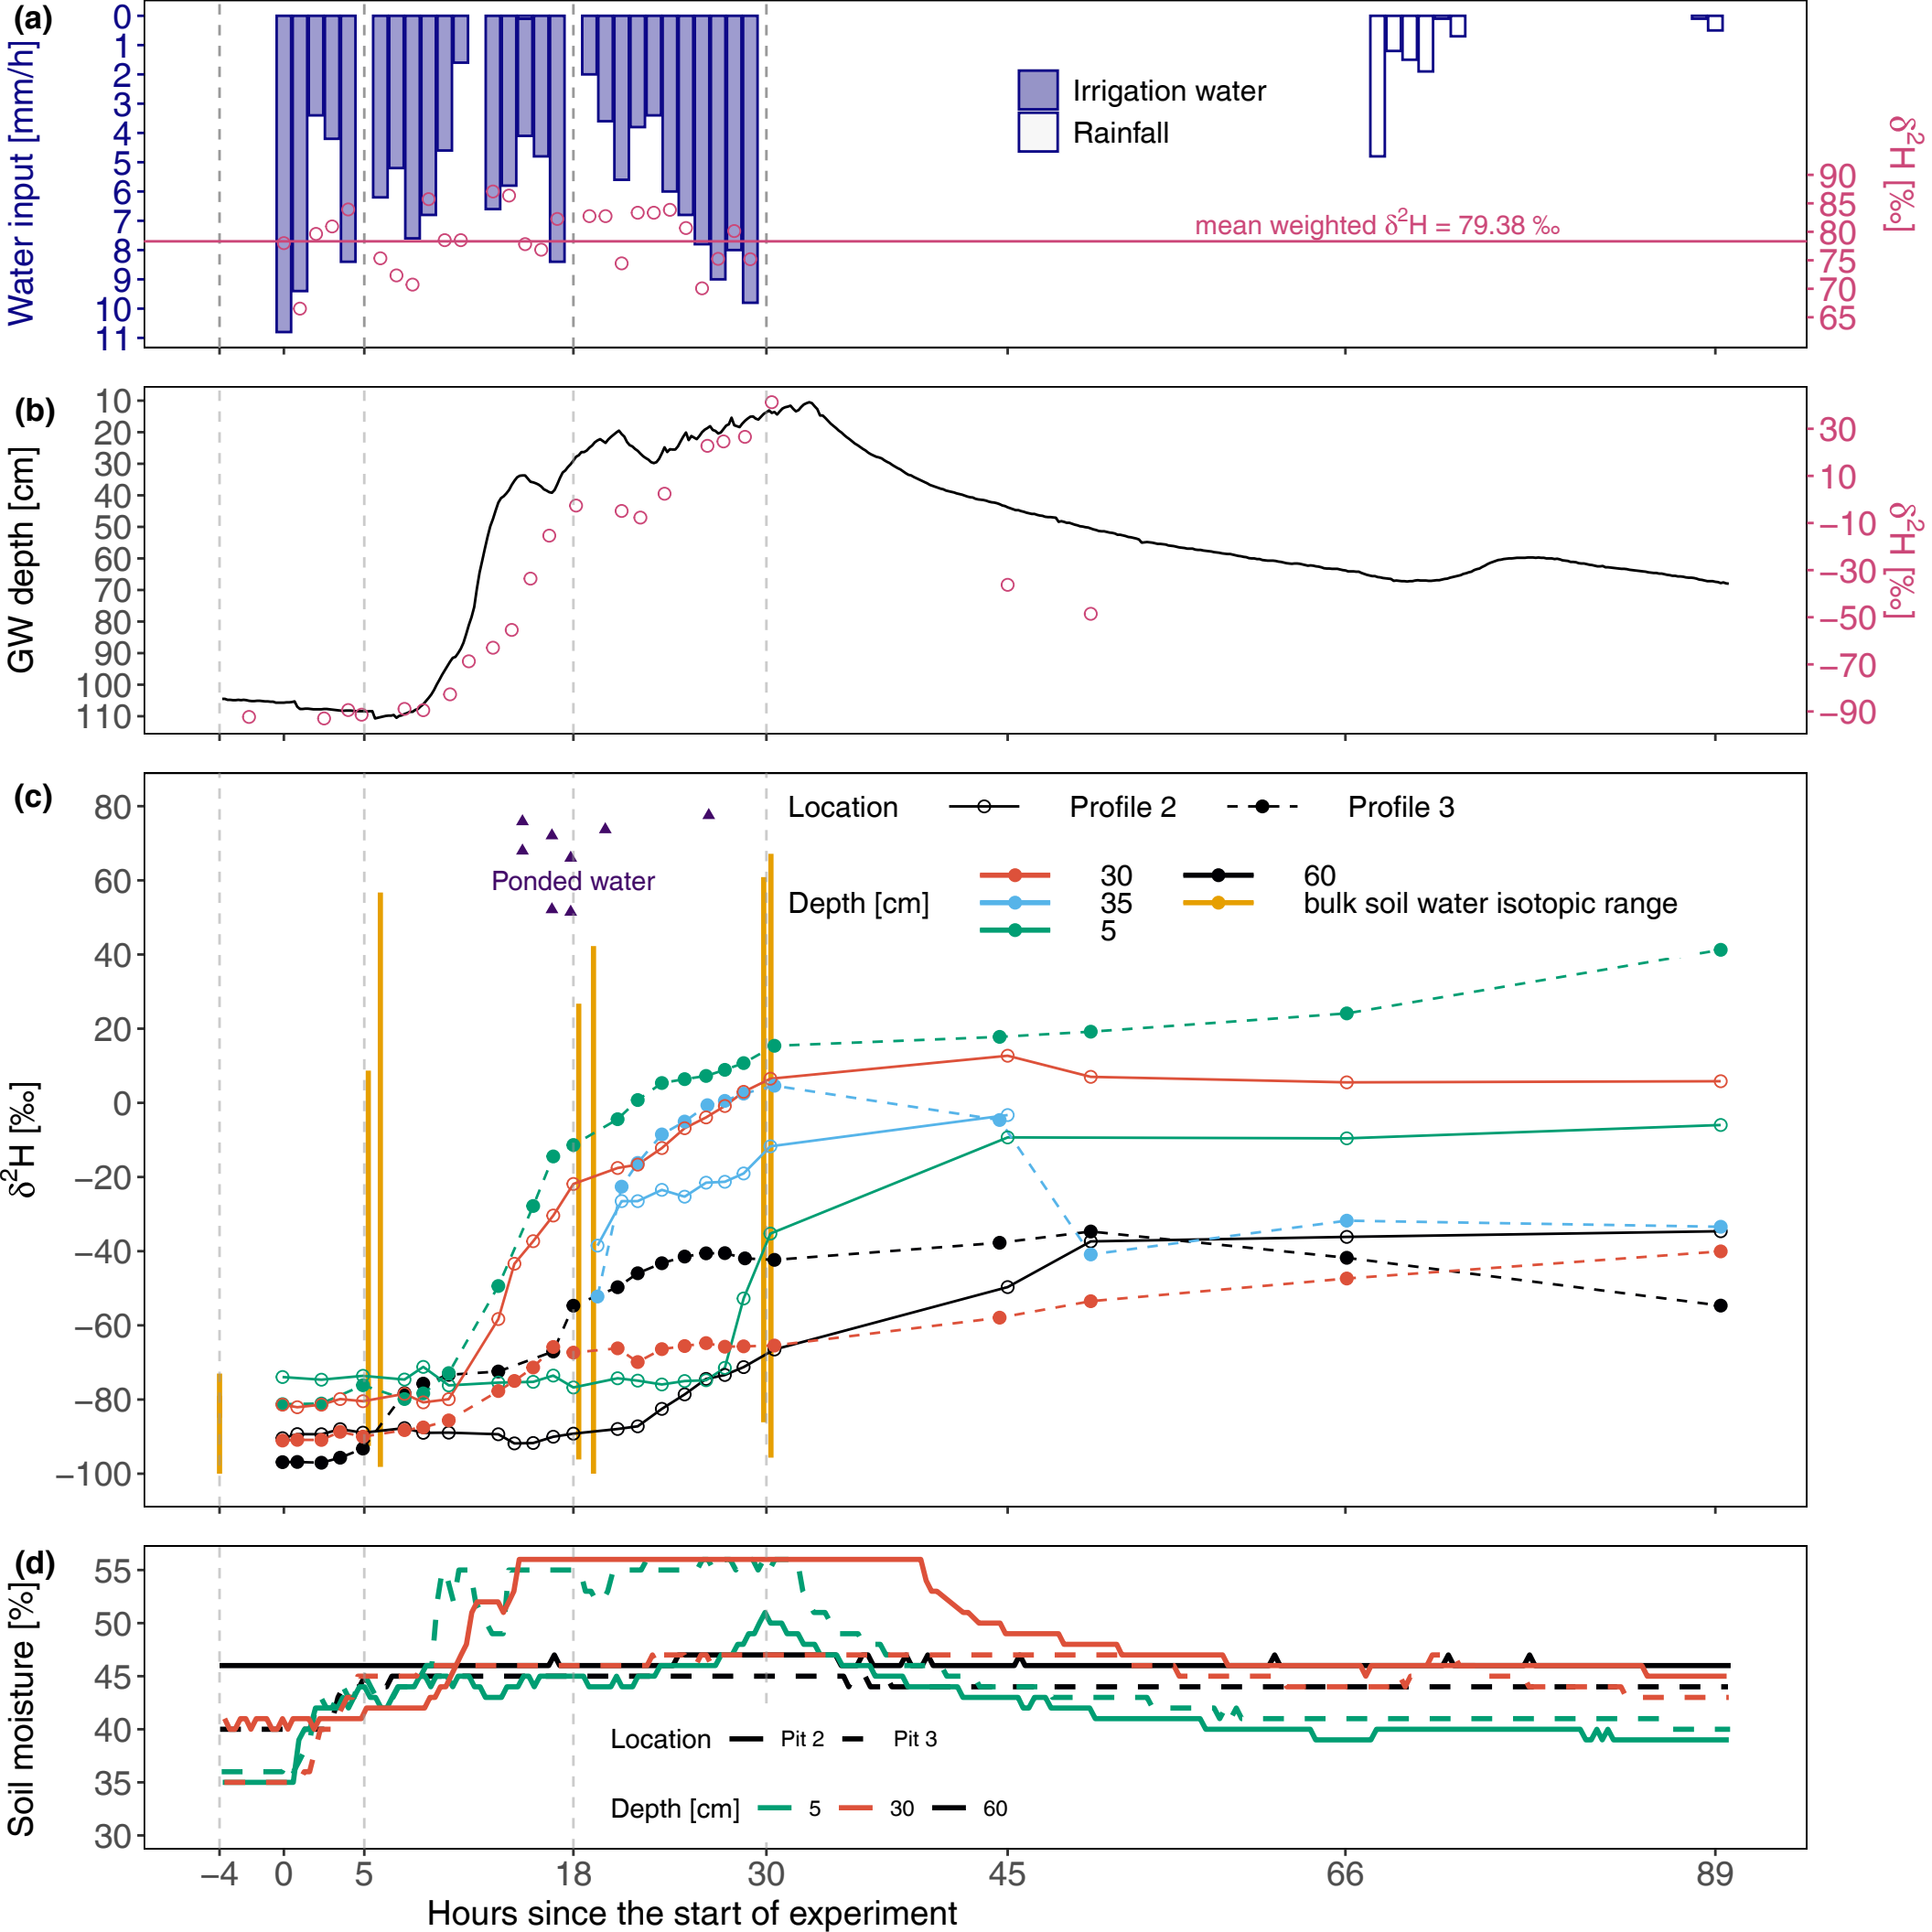 (a)
Water input [mm/h]
0
1
2
3
4
5
6
7
8
9
10
11
Irrigation water
Rainfall
mean weighted δ²H = 79.38 ‰
90
85
80
75
70
65
δ²H [‰]
(b)
GW depth [cm]
10
20
30
40
50
60
70
80
90
100
110
30
10
−10
−30
−50
−70
−90
δ²H [‰]
(c)
δ²H [‰]
80
60
40
20
0
−20
−40
−60
−80
−100
Ponded water
Location Profile 2 Profile 3
Depth [cm]
30 60
35 bulk soil water isotopic range
5
(d)
Soil moisture [%]
55
50
45
40
35
30
Location Pit 2 Pit 3
Depth [cm] 5 30 60
−4 0 5 18 30 45 66 89
Hours since the start of experiment